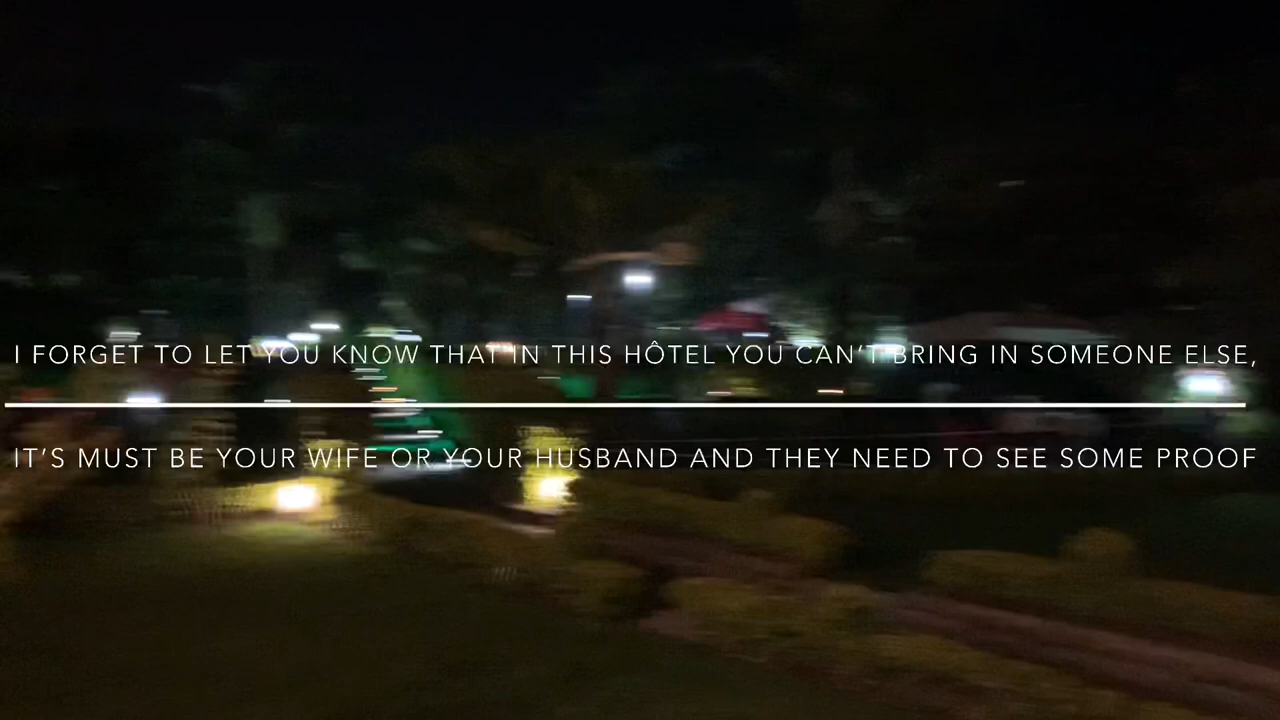 I FORGET TO LET YOU KNOW THAT IN THIS HÔTEL YOU CAN’T BRING IN SOMEONE ELSE,
IT’S MUST BE YOUR WIFE OR YOUR HUSBAND AND THEY NEED TO SEE SOME PROOF